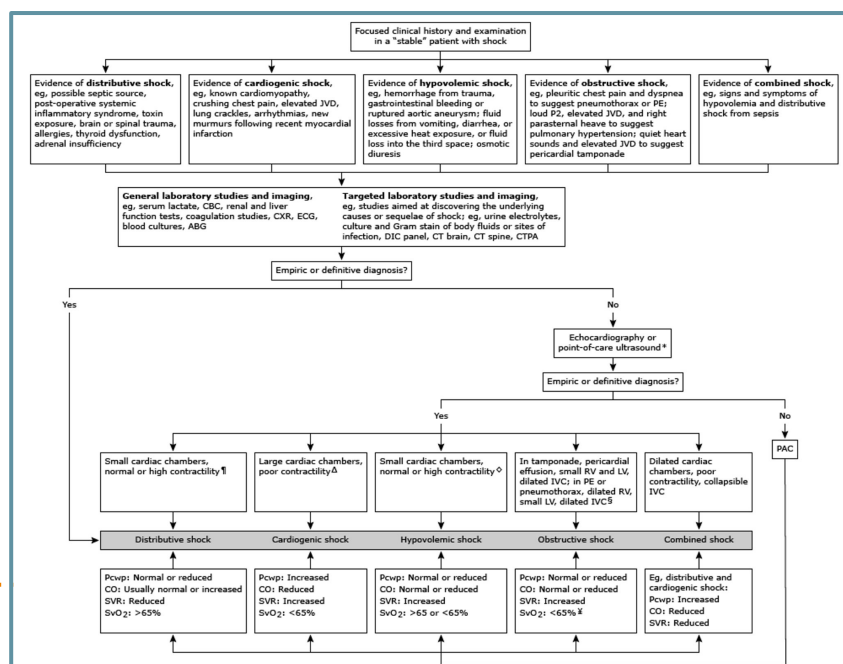 Focused clinical history and examination
in a "stable" patient with shock
Evidence of distributive shock,
eg, possible septic source,
post-operative systemic
inflammatory syndrome, toxin
exposure, brain or spinal trauma,
allergies, thyroid dysfunction,
adrenal insufficiency
Evidence of cardiogenic shock,
eg, known cardiomyopathy,
crushing chest pain, elevated JVD,
lung crackles, arrhythmias, new
murmurs following recent myocardial
infarction
Evidence of hypovolemic shock,
eg, hemorrhage from trauma,
gastrointestinal bleeding or
ruptured aortic aneurysm; fluid
losses from vomiting, diarrhea, or
excessive heat exposure, or fluid
loss into the third space; osmotic
diuresis
Evidence of obstructive shock,
eg, pleuritic chest pain and dyspnea
to suggest pneumothorax or PE;
loud P2, elevated JVD, and right
parasternal heave to suggest
pulmonary hypertension; quiet heart
sounds and elevated JVD to suggest
pericardial tamponade
Evidence of combined shock,
eg, signs and symptoms of
hypovolemia and distributive
shock from sepsis
General laboratory studies and imaging,
eg, serum lactate, CBC, renal and liver
function tests, coagulation studies, CXR, ECG,
blood cultures, ABG
Targeted laboratory studies and imaging,
eg, studies aimed at discovering the underlying
causes or sequelae of shock; eg, urine electrolytes,
culture and Gram stain of body fluids or sites of
infection, DIC panel, CT brain, CT spine, CTPA
Empiric or definitive diagnosis?
Yes
No
Echocardiography or
point-of-care ultrasound*
Empiric or definitive diagnosis?
Yes
No
PAC
Small cardiac chambers,
normal or high contractility¶
Large cardiac chambers,
poor contractilityΔ
Small cardiac chambers,
normal or high contractility◇
In tamponade, pericardial
effusion, small RV and LV,
dilated IVC; in PE or
pneumothorax, dilated RV,
small LV, dilated IVC§
Dilated cardiac
chambers, poor
contractility, collapsible
IVC
Distributive shock
Cardiogenic shock
Hypovolemic shock
Obstructive shock
Combined shock
Pcwp: Normal or reduced
CO: Usually normal or increased
SVR: Reduced
SvO2: >65%
Pcwp: Increased
CO: Reduced
SVR: Increased
SvO2: <65%
Pcwp: Normal or reduced
CO: Normal or reduced
SVR: Increased
SvO2: >65 or <65%
Pcwp: Normal or reduced
CO: Normal or reduced
SVR: Increased
SvO2: <65%¥
Eg, distributive and
cardiogenic shock:
Pcwp: Increased
CO: Reduced
SVR: Reduced